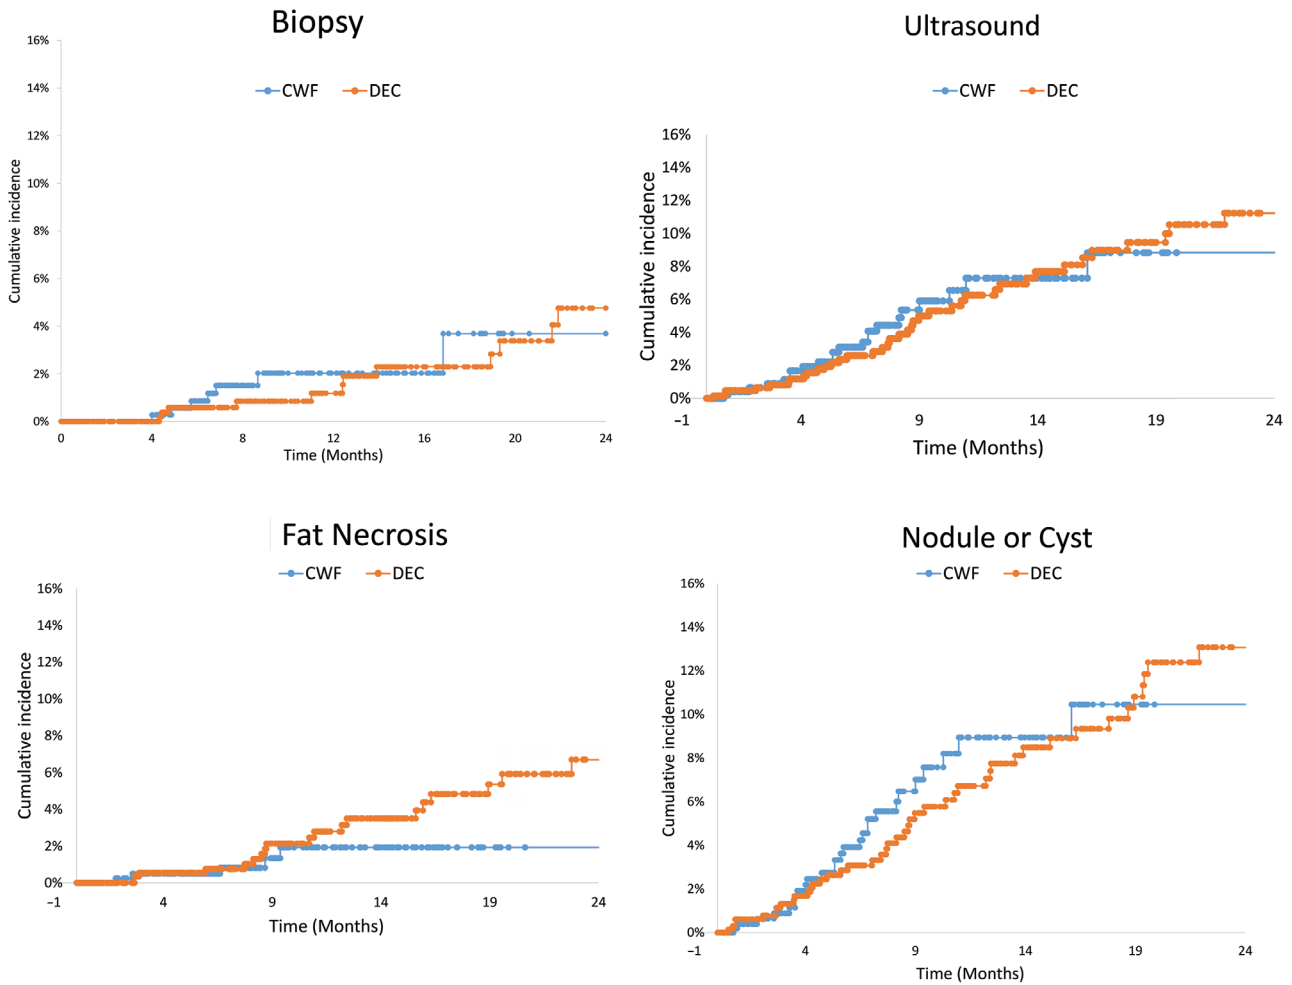 Biopsy
CWF DEC
16%
14%
12%
10%
8%
6%
4%
2%
0%
Cumulative incidence
0 4 8 12 16 20 24
Time (Months)
Ultrasound
CWF DEC
16%
14%
12%
10%
8%
6%
4%
2%
0%
Cumulative incidence
−1 4 9 14 19 24
Time (Months)
Fat Necrosis
CWF DEC
16%
14%
12%
10%
8%
6%
4%
2%
0%
Cumulative incidence
−1 4 9 14 19 24
Time (Months)
Nodule or Cyst
CWF DEC
16%
14%
12%
10%
8%
6%
4%
2%
0%
Cumulative incidence
−1 4 9 14 19 24
Time (Months)